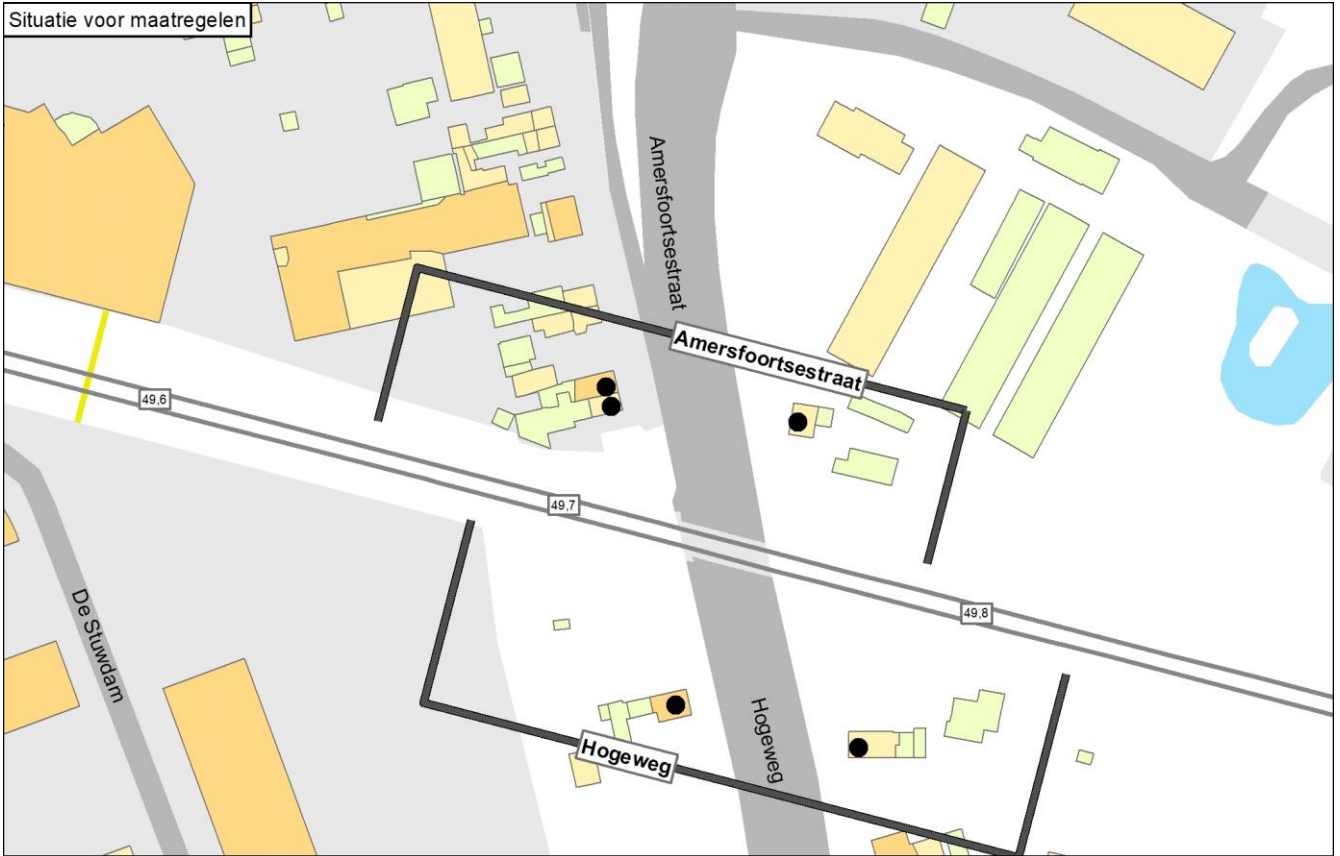 Situatie voor maatregelen
Amersfoortsestraat
Amersfoortsestraat
49,6
49,7
49,8
De Stuwdam
Hogeweg
Hogeweg